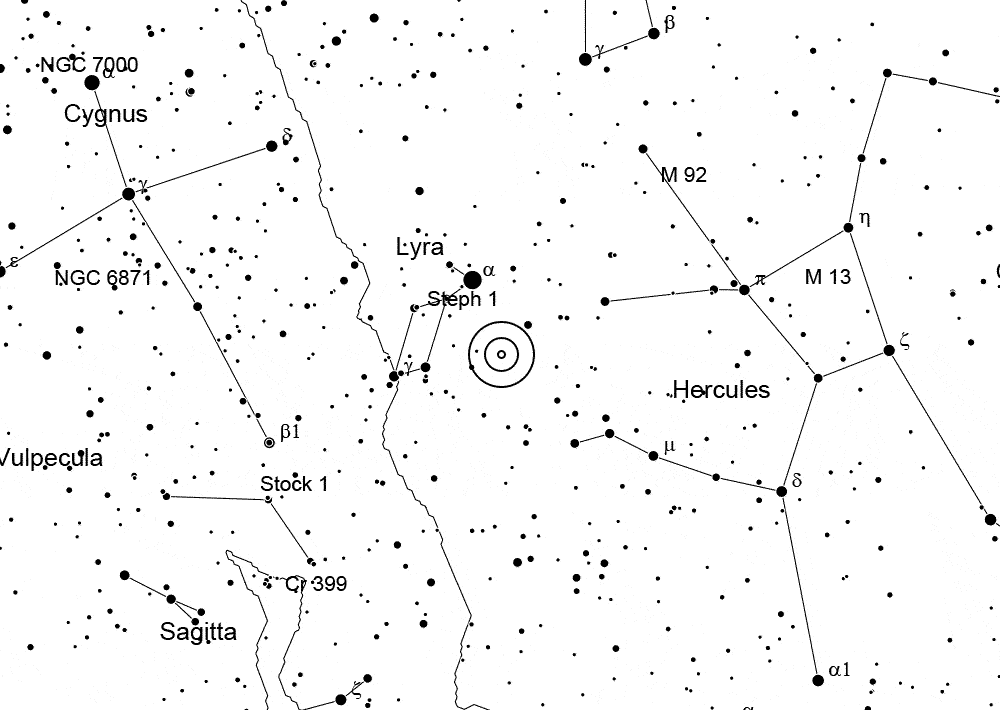 β
γ
NGC 7000
α
Cygnus
δ
M 92
γ
η
Lyra
ε
α
NGC 6871
π
M 13
Steph 1
ζ
γ
Hercules
β1
μ
Vulpecula
Stock 1
δ
Cr 399
Sagitta
α1
ζ